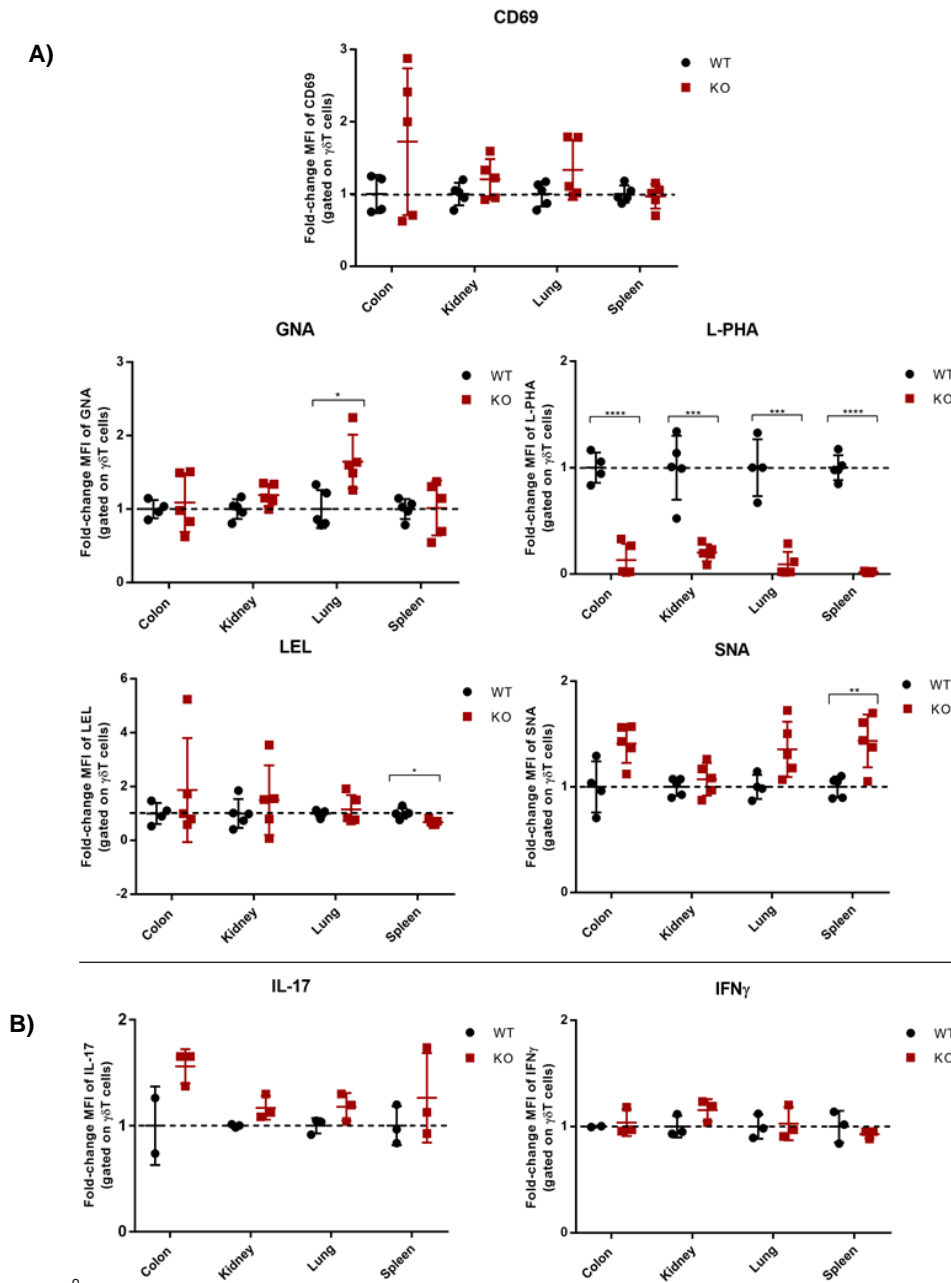 CD69
A)
3
2
1
0
Fold-change MFI of CD69
(gated on γδT cells)
WT
KO
Colon
Kidney
Lung
Spleen
GNA
3
2
1
0
Fold-change MFI of GNA
(gated on γδT cells)
*
WT
KO
Colon
Kidney
Lung
Spleen
L-PHA
2
1
0
Fold-change MFI of L-PHA
(gated on γδT cells)
****
***
***
****
WT
KO
Colon
Kidney
Lung
Spleen
LEL
6
4
2
0
-2
Fold-change MFI of LEL
(gated on γδT cells)
*
WT
KO
Colon
Kidney
Lung
Spleen
SNA
2
1
0
Fold-change MFI of SNA
(gated on γδT cells)
**
WT
KO
Colon
Kidney
Lung
Spleen
B)
IL-17
2
1
0
Fold-change MFI of IL-17
(gated on γδT cells)
WT
KO
Colon
Kidney
Lung
Spleen
IFNγ
2
1
0
Fold-change MFI of IFNγ
(gated on γδT cells)
WT
KO
Colon
Kidney
Lung
Spleen